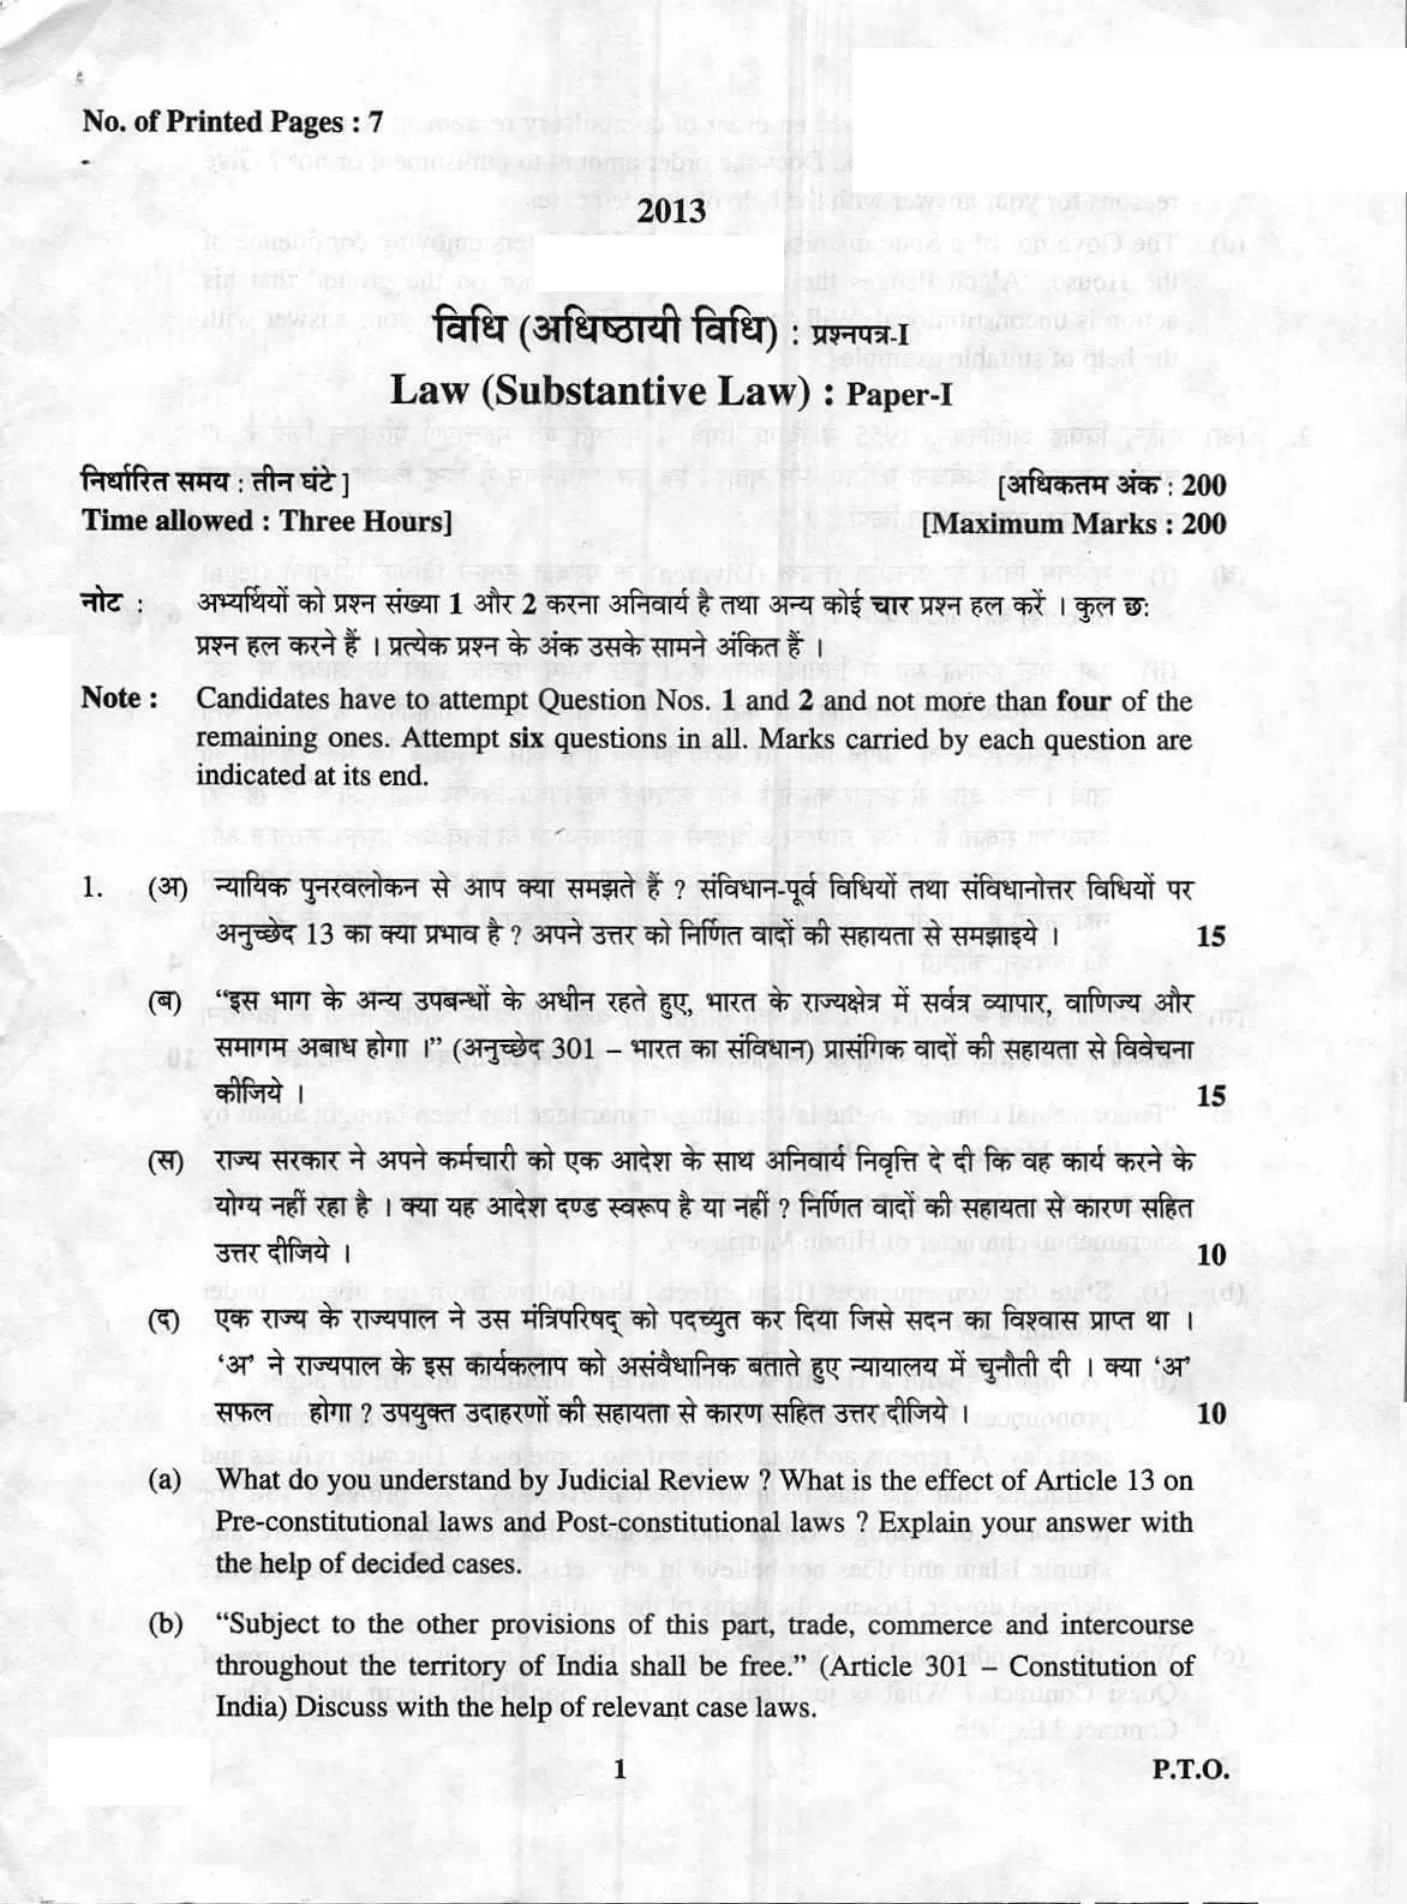 No. of Printed Pages : 7
2013
विधि (अधिष्ठायी विधि) : प्रश्नपत्र-I
Law (Substantive Law) : Paper-I
निर्धारित समय : तीन घंटे ] [अधिकतम अंक : 200
Time allowed : Three Hours] [Maximum Marks : 200
नोट : अभ्यर्थियों को प्रश्न संख्या 1 और 2 करना अनिवार्य है तथा अन्य कोई चार प्रश्न हल करें । कुल छः
प्रश्न हल करने हैं । प्रत्येक प्रश्न के अंक उसके सामने अंकित हैं ।
Note : Candidates have to attempt Question Nos. 1 and 2 and not more than four of the
remaining ones. Attempt six questions in all. Marks carried by each question are
indicated at its end.
1. (अ) न्यायिक पुनरवलोकन से आप क्या समझते हैं ? संविधान-पूर्व विधियों तथा संविधानोत्तर विधियों पर
अनुच्छेद 13 का क्या प्रभाव है ? अपने उत्तर को निर्णित वादों की सहायता से समझाइये । 15
(ब) “इस भाग के अन्य उपबन्धों के अधीन रहते हुए, भारत के राज्यक्षेत्र में सर्वत्र व्यापार, वाणिज्य और
समागम अबाध होगा ।” (अनुच्छेद 301 – भारत का संविधान) प्रासंगिक वादों की सहायता से विवेचना
कीजिये । 15
(स) राज्य सरकार ने अपने कर्मचारी को एक आदेश के साथ अनिवार्य निवृत्ति दे दी कि वह कार्य करने के
योग्य नहीं रहा है । क्या यह आदेश दण्ड स्वरूप है या नहीं ? निर्णित वादों की सहायता से कारण सहित
उत्तर दीजिये । 10
(द) एक राज्य के राज्यपाल ने उस मंत्रिपरिषद् को पदच्युत कर दिया जिसे सदन का विश्वास प्राप्त था ।
‘अ’ ने राज्यपाल के इस कार्यकलाप को असंवैधानिक बताते हुए न्यायालय में चुनौती दी । क्या ‘अ’
सफल होगा ? उपयुक्त उदाहरणों की सहायता से कारण सहित उत्तर दीजिये । 10
(a) What do you understand by Judicial Review ? What is the effect of Article 13 on
Pre-constitutional laws and Post-constitutional laws ? Explain your answer with
the help of decided cases.
(b) “Subject to the other provisions of this part, trade, commerce and intercourse
throughout the territory of India shall be free.” (Article 301 – Constitution of
India) Discuss with the help of relevant case laws.
1 P.T.O.